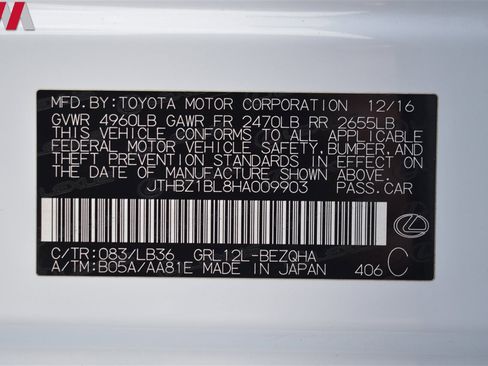 MFD.BY:TOYOTA MOTOR CORPORATION 12/16
GVWR 4960LB GAWR FR 2470LB RR 2655LB
THIS VEHICLE CONFORMS TO ALL APPLICABLE
FEDERAL MOTOR VEHICLE SAFETY,BUMPER,AND
THEFT PREVENTION STANDARDS IN EFFECT ON
THE DATE OF MANUFACTURE SHOWN ABOVE.
JTHBZ1BL8HA009903 PASS.CAR
C/TR:083/LB36 GRL12L-BEZQHA
A/TM:B05A/AA81E MADE IN JAPAN 406 C